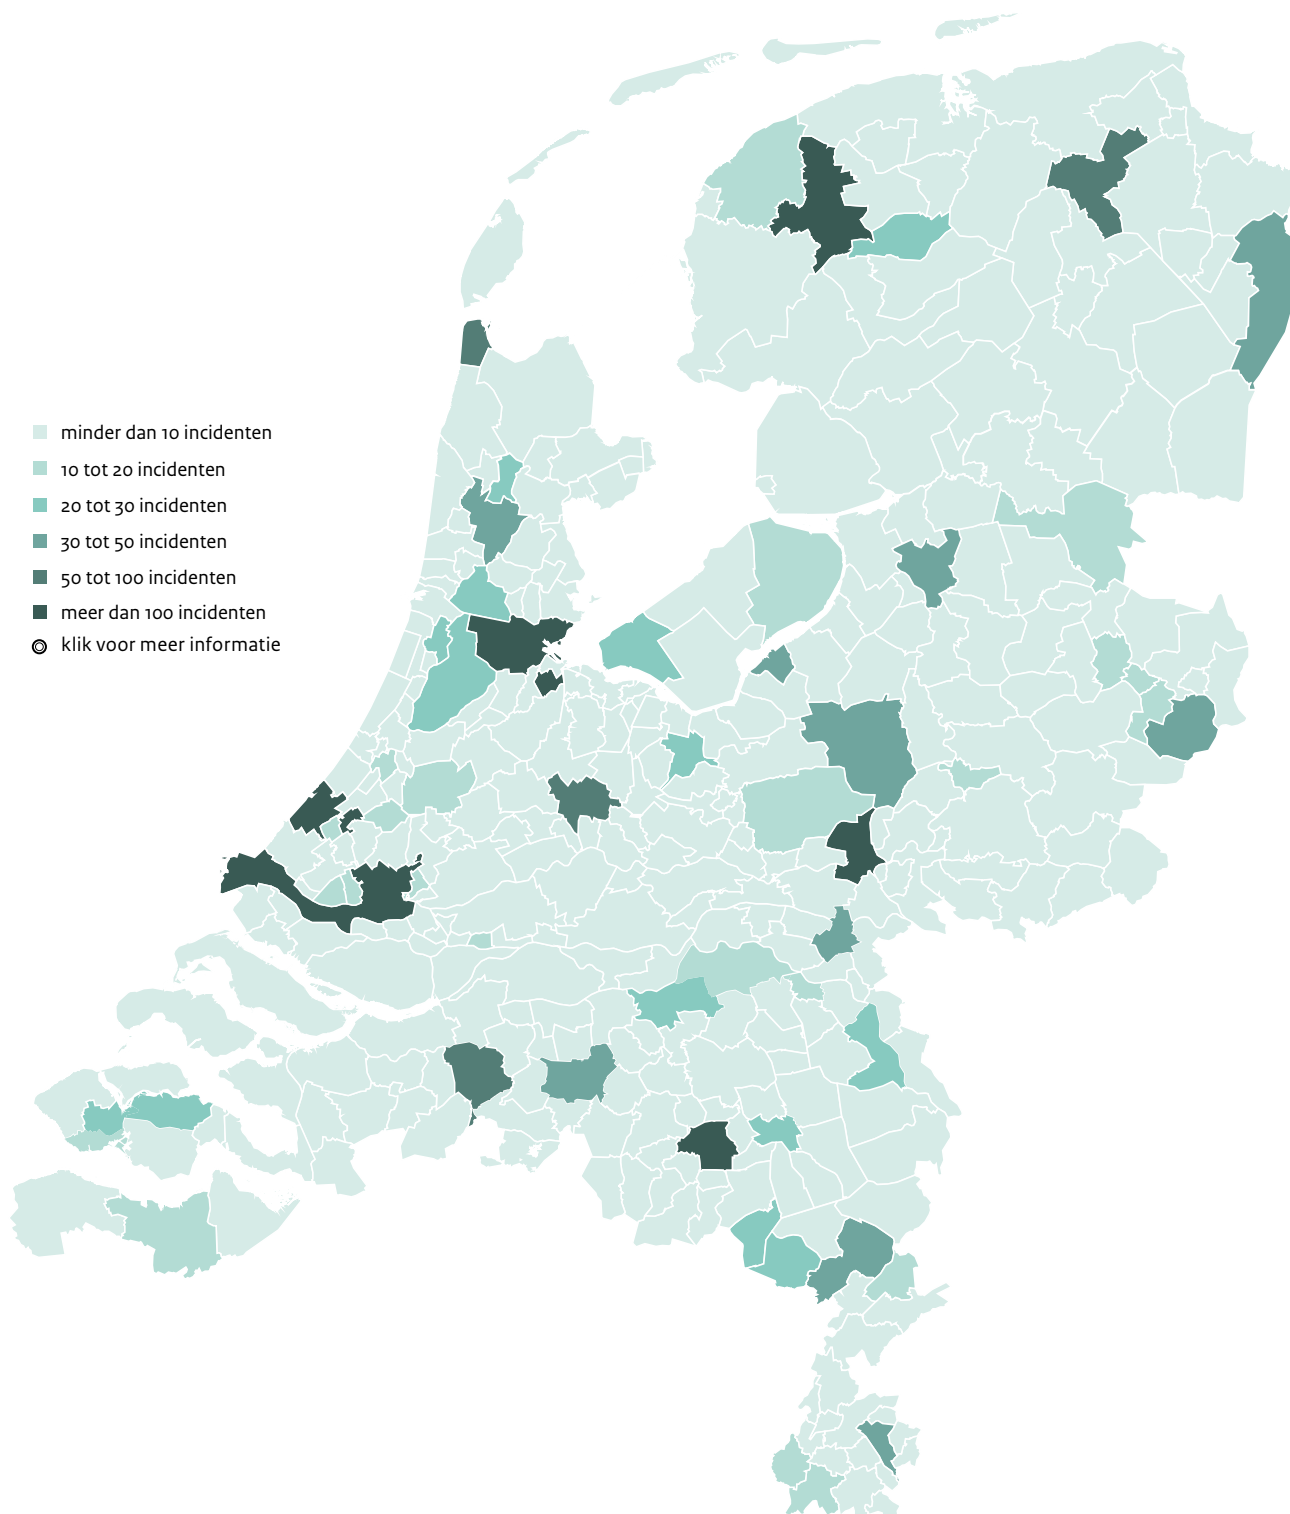 minder dan 10 incidenten
10 tot 20 incidenten
20 tot 30 incidenten
30 tot 50 incidenten
50 tot 100 incidenten
meer dan 100 incidenten
klik voor meer informatie